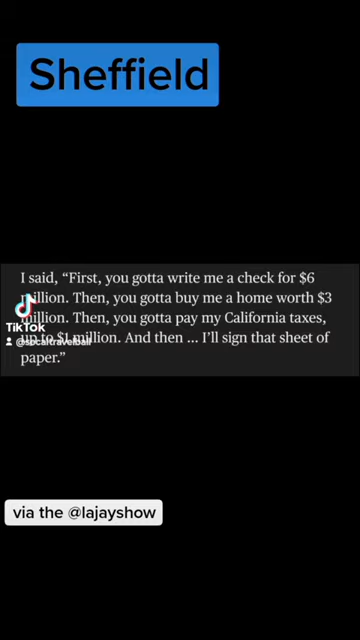 Sheffield
I said, “First, you gotta write me a check for $6
million. Then, you gotta buy me a home worth $3
million. Then, you gotta pay my California taxes,
up to $1 million. And then ... I’ll sign that sheet of
paper.”
TikTok
@socaltravelball
via the @lajayshow